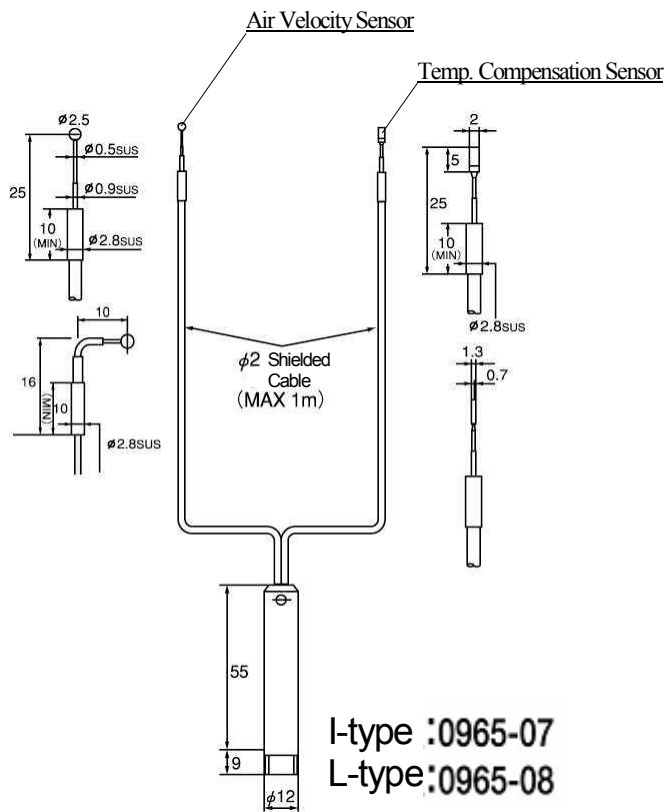 Air Velocity Sensor
Temp. Compensation Sensor
ø2.5
ø0.5SUS
ø0.9SUS
25
10
(MIN)
ø2.8SUS
2
5
25
10
(MIN)
ø2.8SUS
10
16
(MIN)
10
ø2.8SUS
ø2 Shielded
Cable
(MAX 1m)
1.3
0.7
55
9
ø12
I-type :0965-07
L-type:0965-08